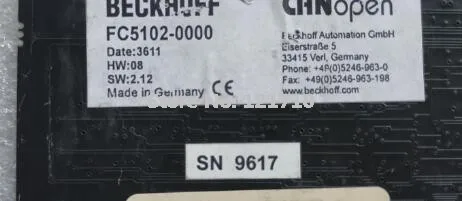 BECKHOFF
CANopen
FC5102-0000
Date:3611
HW:08
SW:2.12
Made in Germany CE
Beckhoff Automation GmbH
Eiserstraße 5
33415 Verl, Germany
Phone: +49(0)5246-963-0
Fax: +49(0)5246-963-198
www.beckhoff.com
SN 9617